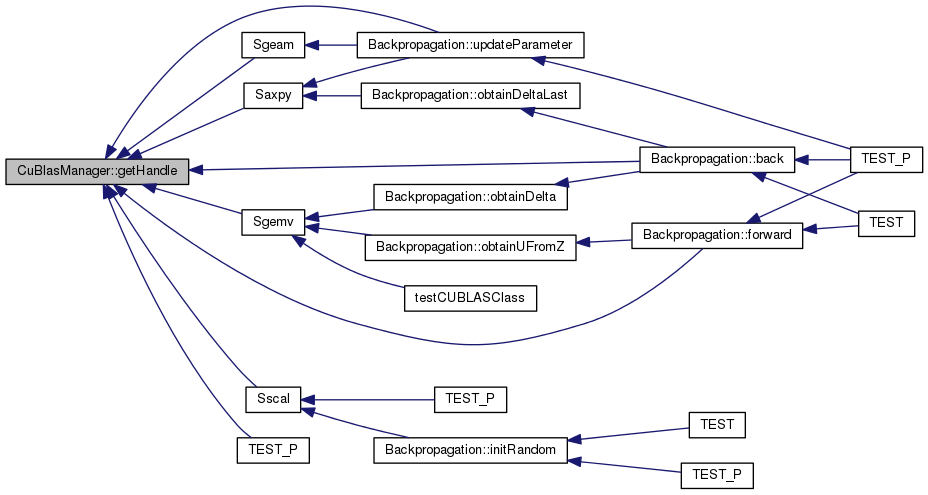 Sgeam
Backpropagation::updateParameter
Saxpy
Backpropagation::obtainDeltaLast
CuBlasManager::getHandle
Backpropagation::back
TEST_P
Backpropagation::obtainDelta
Sgemv
TEST
Backpropagation::obtainUFromZ
Backpropagation::forward
testCUBLASClass
Sscal
TEST_P
TEST
TEST_P
Backpropagation::initRandom
TEST_P